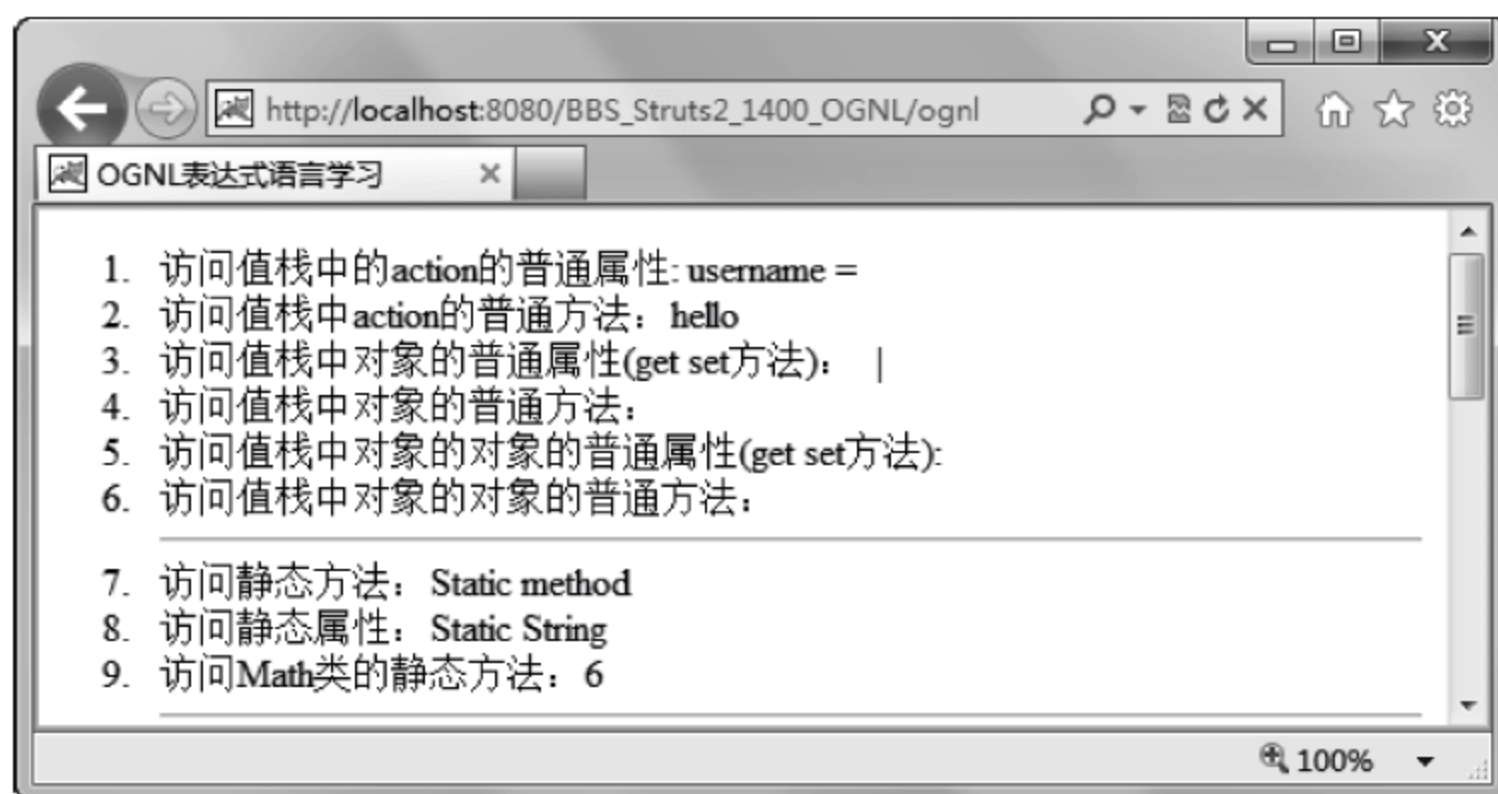 http://localhost:8080/BBS_Struts2_1400_OGNL/ognl
OGNL表达式语言学习
1. 访问值栈中的action的普通属性: username =
2. 访问值栈中action的普通方法：hello
3. 访问值栈中对象的普通属性(get set方法)： |
4. 访问值栈中对象的普通方法：
5. 访问值栈中对象的对象的普通属性(get set方法):
6. 访问值栈中对象的对象的普通方法：
7. 访问静态方法：Static method
8. 访问静态属性：Static String
9. 访问Math类的静态方法：6
100%